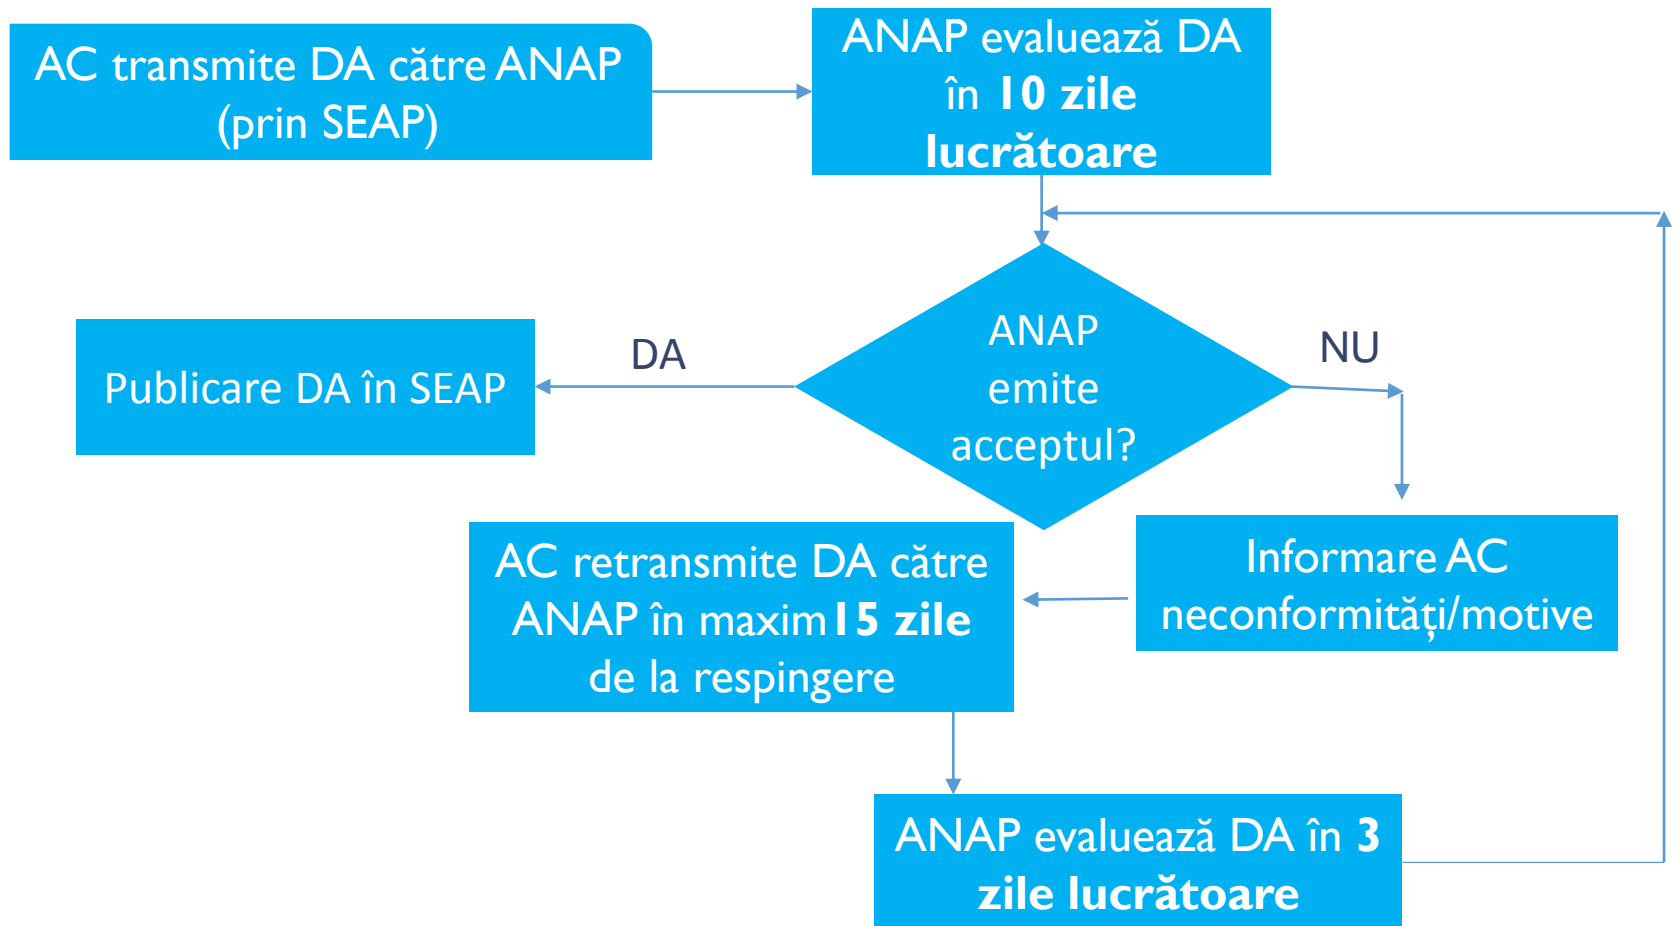 AC transmite DA către ANAP
(prin SEAP)
ANAP evaluează DA
în 10 zile
lucrătoare
ANAP
emite
acceptul?
DA
NU
Publicare DA în SEAP
Informare AC
neconformități/motive
AC retransmite DA către
ANAP în maxim 15 zile
de la respingere
ANAP evaluează DA în 3
zile lucrătoare